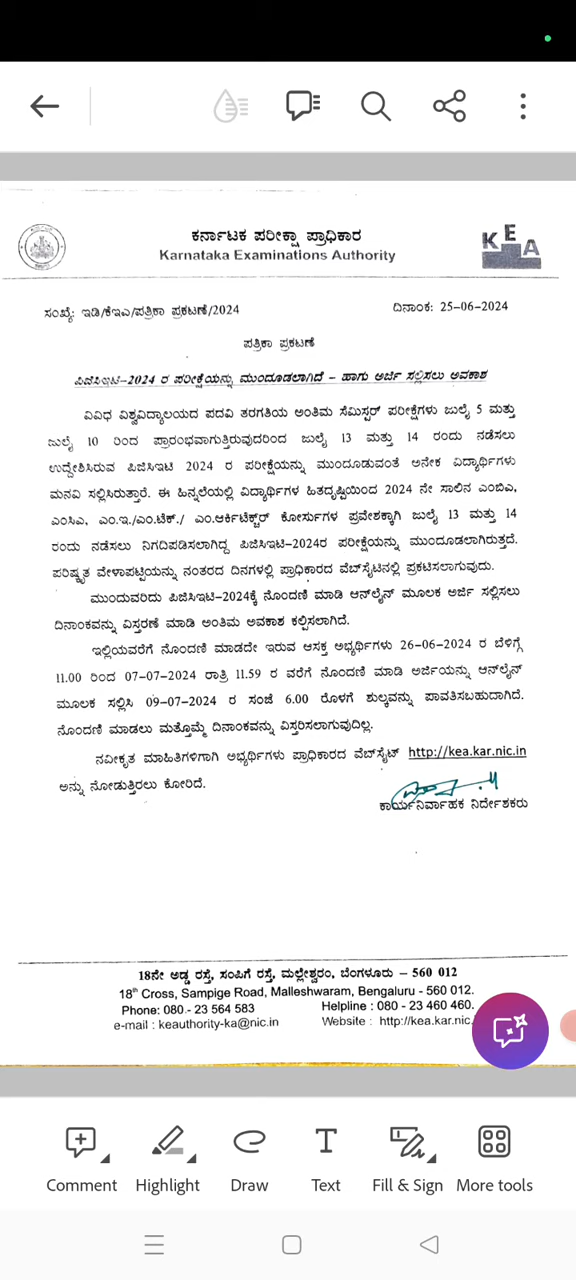 ಕರ್ನಾಟಕ ಪರೀಕ್ಷಾ ಪ್ರಾಧಿಕಾರ
Karnataka Examinations Authority
KEA
ಸಂಖ್ಯೆ: ಇಡಿ/ಕೆಇಎ/ಪತ್ರಿಕಾ ಪ್ರಕಟಣೆ/2024 ದಿನಾಂಕ: 25-06-2024
ಪತ್ರಿಕಾ ಪ್ರಕಟಣೆ
ಪಿಜಿಸಿಇಟಿ-2024 ರ ಪರೀಕ್ಷೆಯನ್ನು ಮುಂದೂಡಲಾಗಿದೆ – ಹಾಗು ಅರ್ಜಿ ಸಲ್ಲಿಸಲು ಅವಕಾಶ
ವಿವಿಧ ವಿಶ್ವವಿದ್ಯಾಲಯದ ಪದವಿ ತರಗತಿಯ ಅಂತಿಮ ಸೆಮಿಸ್ಟರ್ ಪರೀಕ್ಷೆಗಳು ಜುಲೈ 5 ಮತ್ತು
ಜುಲೈ 10 ರಿಂದ ಪ್ರಾರಂಭವಾಗುತ್ತಿರುವುದರಿಂದ ಜುಲೈ 13 ಮತ್ತು 14 ರಂದು ನಡೆಸಲು
ಉದ್ದೇಶಿಸಿರುವ ಪಿಜಿಸಿಇಟಿ 2024 ರ ಪರೀಕ್ಷೆಯನ್ನು ಮುಂದೂಡುವಂತೆ ಅನೇಕ ವಿದ್ಯಾರ್ಥಿಗಳು
ಮನವಿ ಸಲ್ಲಿಸಿರುತ್ತಾರೆ. ಈ ಹಿನ್ನಲೆಯಲ್ಲಿ ವಿದ್ಯಾರ್ಥಿಗಳ ಹಿತದೃಷ್ಟಿಯಿಂದ 2024 ನೇ ಸಾಲಿನ ಎಂಬಿಎ,
ಎಂಸಿಎ, ಎಂ.ಇ./ಎಂ.ಟೆಕ್./ ಎಂ.ಆರ್ಕಿಟೆಕ್ಚರ್ ಕೋರ್ಸುಗಳ ಪ್ರವೇಶಕ್ಕಾಗಿ ಜುಲೈ 13 ಮತ್ತು 14
ರಂದು ನಡೆಸಲು ನಿಗದಿಪಡಿಸಲಾಗಿದ್ದ ಪಿಜಿಸಿಇಟಿ-2024ರ ಪರೀಕ್ಷೆಯನ್ನು ಮುಂದೂಡಲಾಗಿರುತ್ತದೆ.
ಪರಿಷ್ಕೃತ ವೇಳಾಪಟ್ಟಿಯನ್ನು ನಂತರದ ದಿನಗಳಲ್ಲಿ ಪ್ರಾಧಿಕಾರದ ವೆಬ್‌ಸೈಟಿನಲ್ಲಿ ಪ್ರಕಟಿಸಲಾಗುವುದು.
ಮುಂದುವರಿದು ಪಿಜಿಸಿಇಟಿ-2024ಕ್ಕೆ ನೊಂದಣಿ ಮಾಡಿ ಆನ್‌ಲೈನ್ ಮೂಲಕ ಅರ್ಜಿ ಸಲ್ಲಿಸಲು
ದಿನಾಂಕವನ್ನು ವಿಸ್ತರಣೆ ಮಾಡಿ ಅಂತಿಮ ಅವಕಾಶ ಕಲ್ಪಿಸಲಾಗಿದೆ.
ಇಲ್ಲಿಯವರೆಗೆ ನೊಂದಣಿ ಮಾಡದೇ ಇರುವ ಆಸಕ್ತ ಅಭ್ಯರ್ಥಿಗಳು 26-06-2024 ರ ಬೆಳಿಗ್ಗೆ
11.00 ರಿಂದ 07-07-2024 ರಾತ್ರಿ 11.59 ರ ವರೆಗೆ ನೊಂದಣಿ ಮಾಡಿ ಅರ್ಜಿಯನ್ನು ಆನ್‌ಲೈನ್
ಮೂಲಕ ಸಲ್ಲಿಸಿ 09-07-2024 ರ ಸಂಜೆ 6.00 ರೊಳಗೆ ಶುಲ್ಕವನ್ನು ಪಾವತಿಸಬಹುದಾಗಿದೆ.
ನೊಂದಣಿ ಮಾಡಲು ಮತ್ತೊಮ್ಮೆ ದಿನಾಂಕವನ್ನು ವಿಸ್ತರಿಸಲಾಗುವುದಿಲ್ಲ.
ನವೀಕೃತ ಮಾಹಿತಿಗಳಿಗಾಗಿ ಅಭ್ಯರ್ಥಿಗಳು ಪ್ರಾಧಿಕಾರದ ವೆಬ್‌ಸೈಟ್ http://kea.kar.nic.in
ಅನ್ನು ನೋಡುತ್ತಿರಲು ಕೋರಿದೆ.
ಕಾರ್ಯನಿರ್ವಾಹಕ ನಿರ್ದೇಶಕರು
18ನೇ ಅಡ್ಡ ರಸ್ತೆ, ಸಂಪಿಗೆ ರಸ್ತೆ, ಮಲ್ಲೇಶ್ವರಂ, ಬೆಂಗಳೂರು – 560 012
18th Cross, Sampige Road, Malleshwaram, Bengaluru - 560 012.
Phone: 080 - 23 564 583 Helpline : 080 - 23 460 460.
e-mail : keauthority-ka@nic.in Website : http://kea.kar.nic.
Comment Highlight Draw Text Fill & Sign More tools